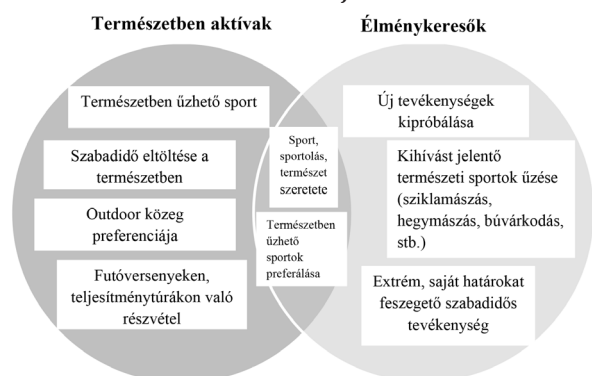 Természetben aktívak
Élménykeresők
Természetben űzhető sport
Szabadidő eltöltése a
természetben
Outdoor közeg
preferenciája
Futóversenyeken,
teljesítménytúrákon való
részvétel
Sport,
sportolás,
természet
szeretete
Természetben
űzhető
sportok
preferálása
Új tevékenységek
kipróbálása
Kihívást jelentő
természeti sportok űzése
(sziklamászás,
hegymászás, búvárkodás,
stb.)
Extrém, saját határokat
feszegető szabadidős
tevékenység